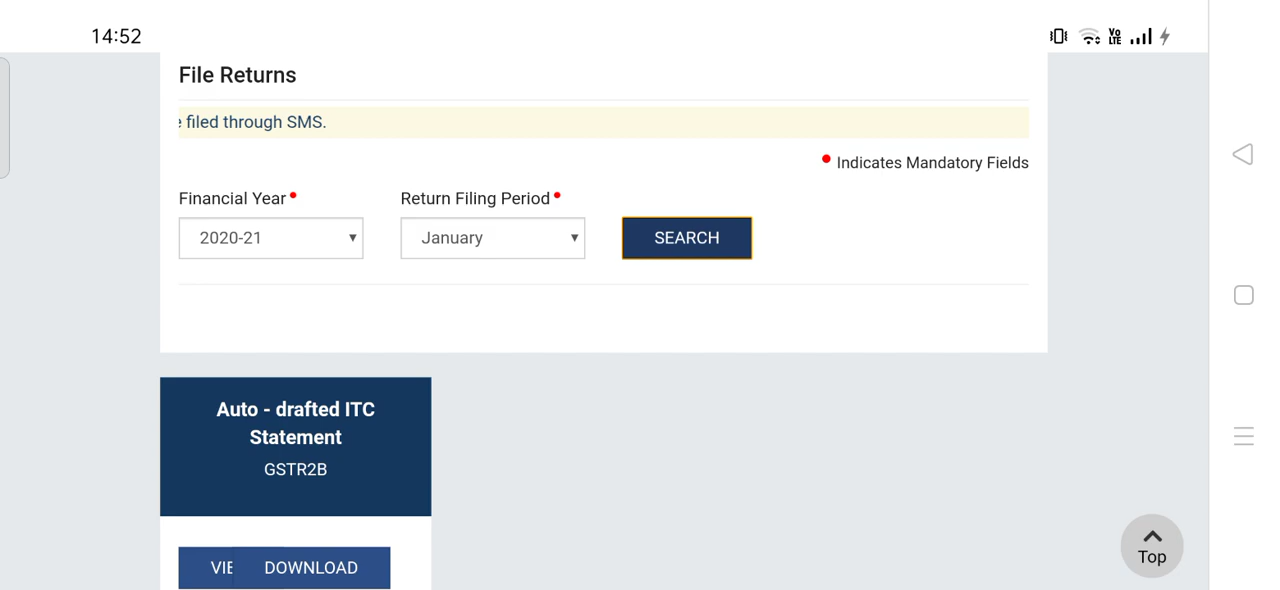 14:52
VoLTE
File Returns
filed through SMS.
Indicates Mandatory Fields
Financial Year
Return Filing Period
2020-21
January
SEARCH
Auto - drafted ITC
Statement
GSTR2B
VIE
DOWNLOAD
Top